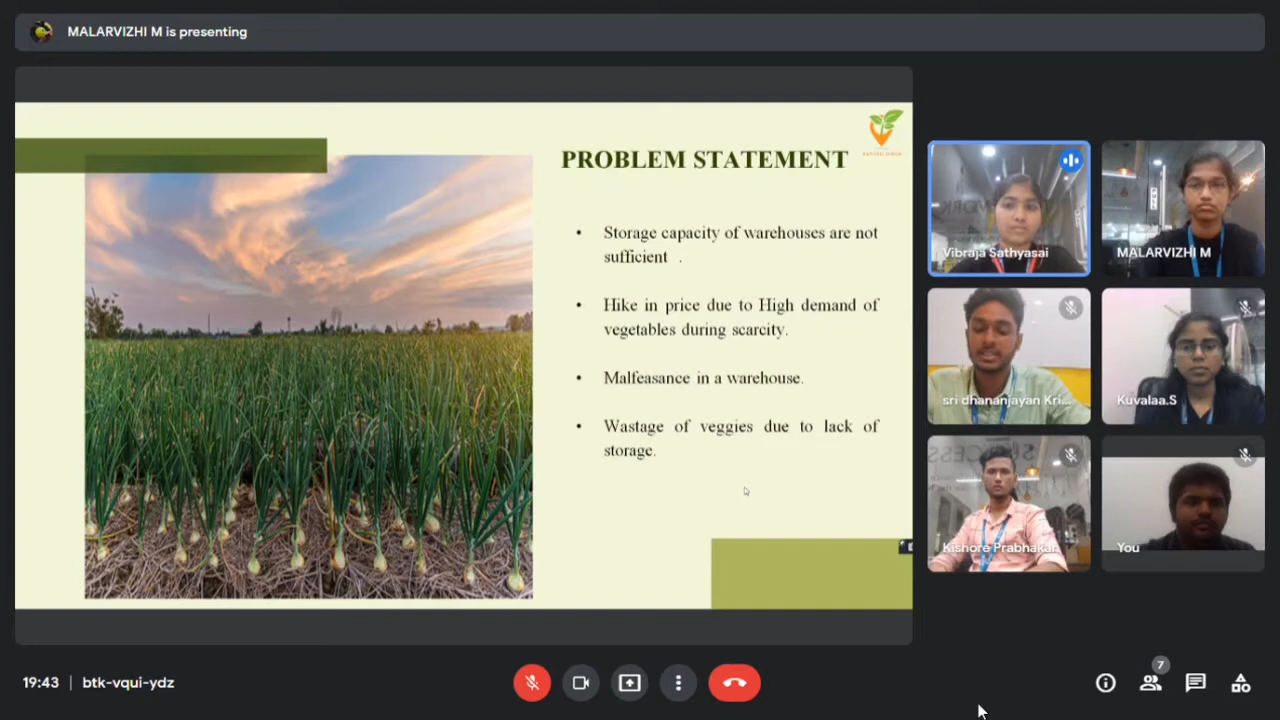 MALARVIZHI M is presenting
PROBLEM STATEMENT
• Storage capacity of warehouses are not
sufficient .
• Hike in price due to High demand of
vegetables during scarcity.
• Malfeasance in a warehouse.
• Wastage of veggies due to lack of
storage.
Vibraja Sathyasai
MALARVIZHI M
sri dhananjayan Kri...
Kuvalaa.S
Kishore Prabhakar
You
19:43 | btk-vqui-ydz
7